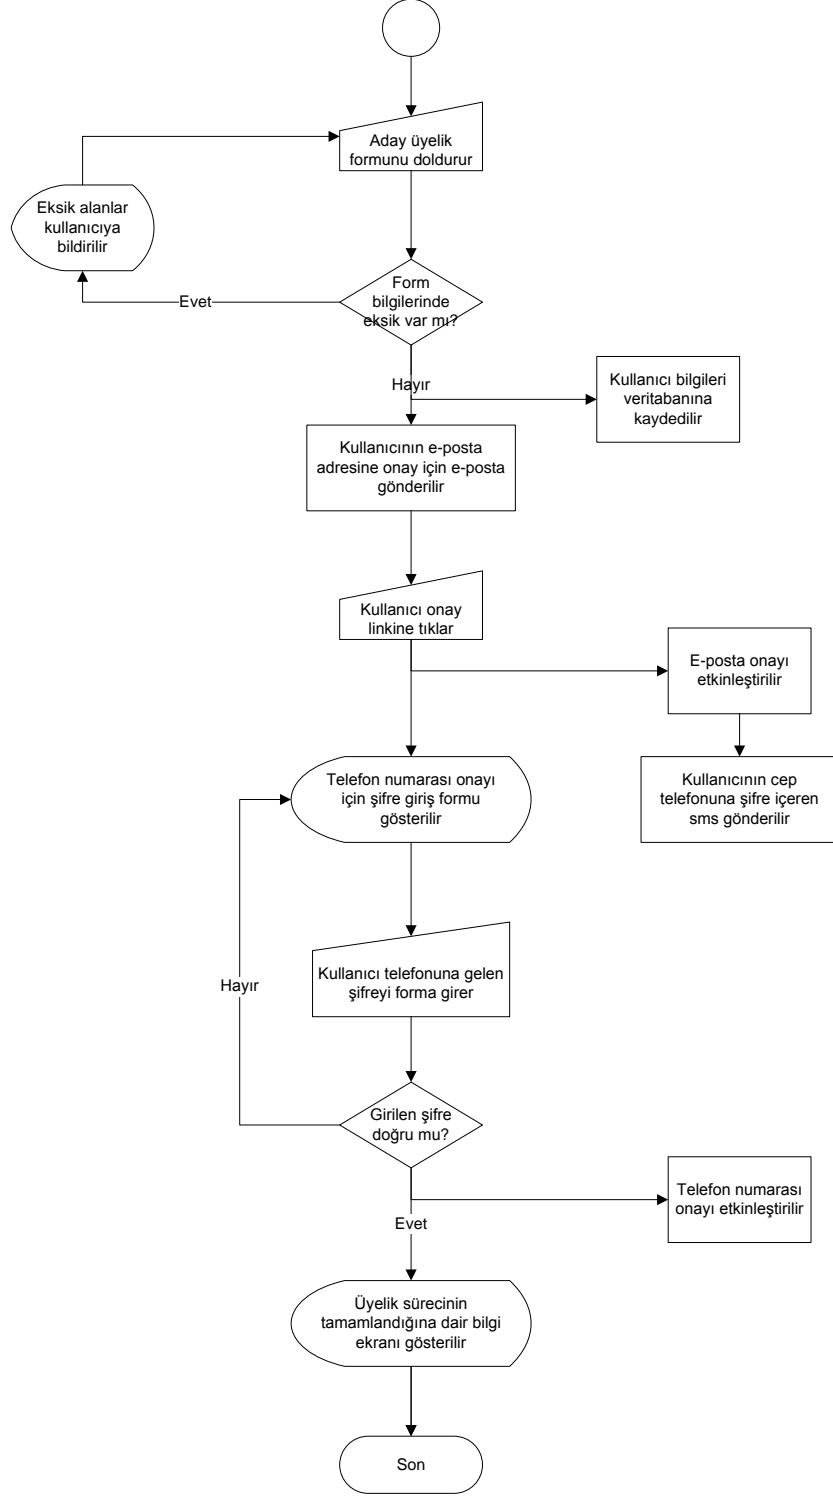 Aday üyelik
formunu doldurur
Eksik alanlar
kullanıcıya
bildirilir
Form
bilgilerinde
eksik var mı?
Evet
Hayır
Kullanıcı bilgileri
veritabanına
kaydedilir
Kullanıcının e-posta
adresine onay için e-posta
gönderilir
Kullanıcı onay
linkine tıklar
E-posta onayı
etkinleştirilir
Telefon numarası onayı
için şifre giriş formu
gösterilir
Kullanıcının cep
telefonuna şifre içeren
sms gönderilir
Kullanıcı telefonuna gelen
şifreyi forma girer
Hayır
Girilen şifre
doğru mu?
Telefon numarası
onayı etkinleştirilir
Evet
Üyelik sürecinin
tamamlandığına dair bilgi
ekranı gösterilir
Son